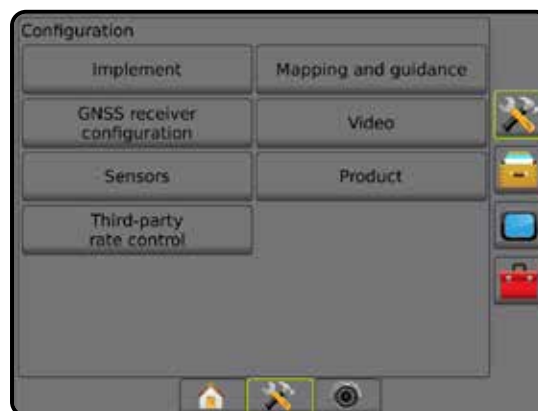 Configuration
Implement
Mapping and guidance
GNSS receiver
configuration
Video
Sensors
Product
Third-party
rate control